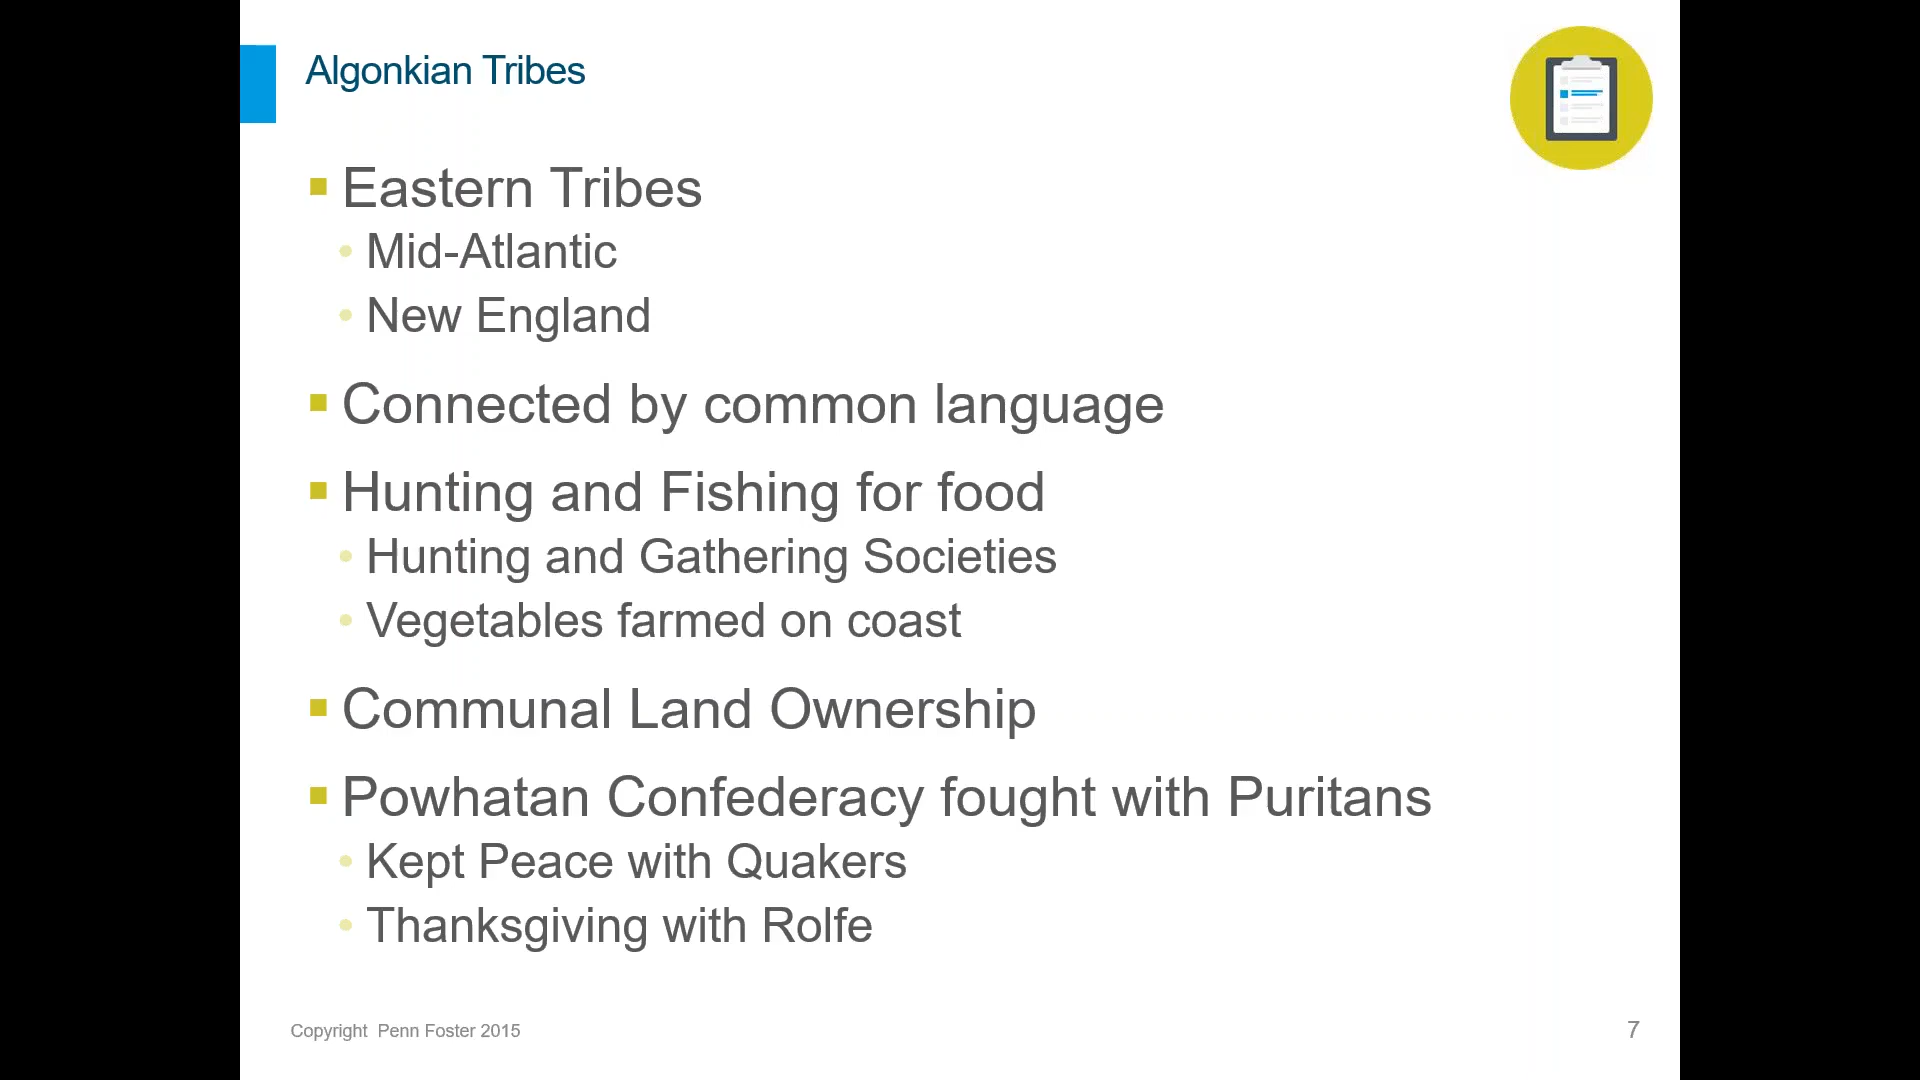 Algonkian Tribes
Eastern Tribes
Mid-Atlantic
New England
Connected by common language
Hunting and Fishing for food
Hunting and Gathering Societies
Vegetables farmed on coast
Communal Land Ownership
Powhatan Confederacy fought with Puritans
Kept Peace with Quakers
Thanksgiving with Rolfe
Copyright Penn Foster 2015
7